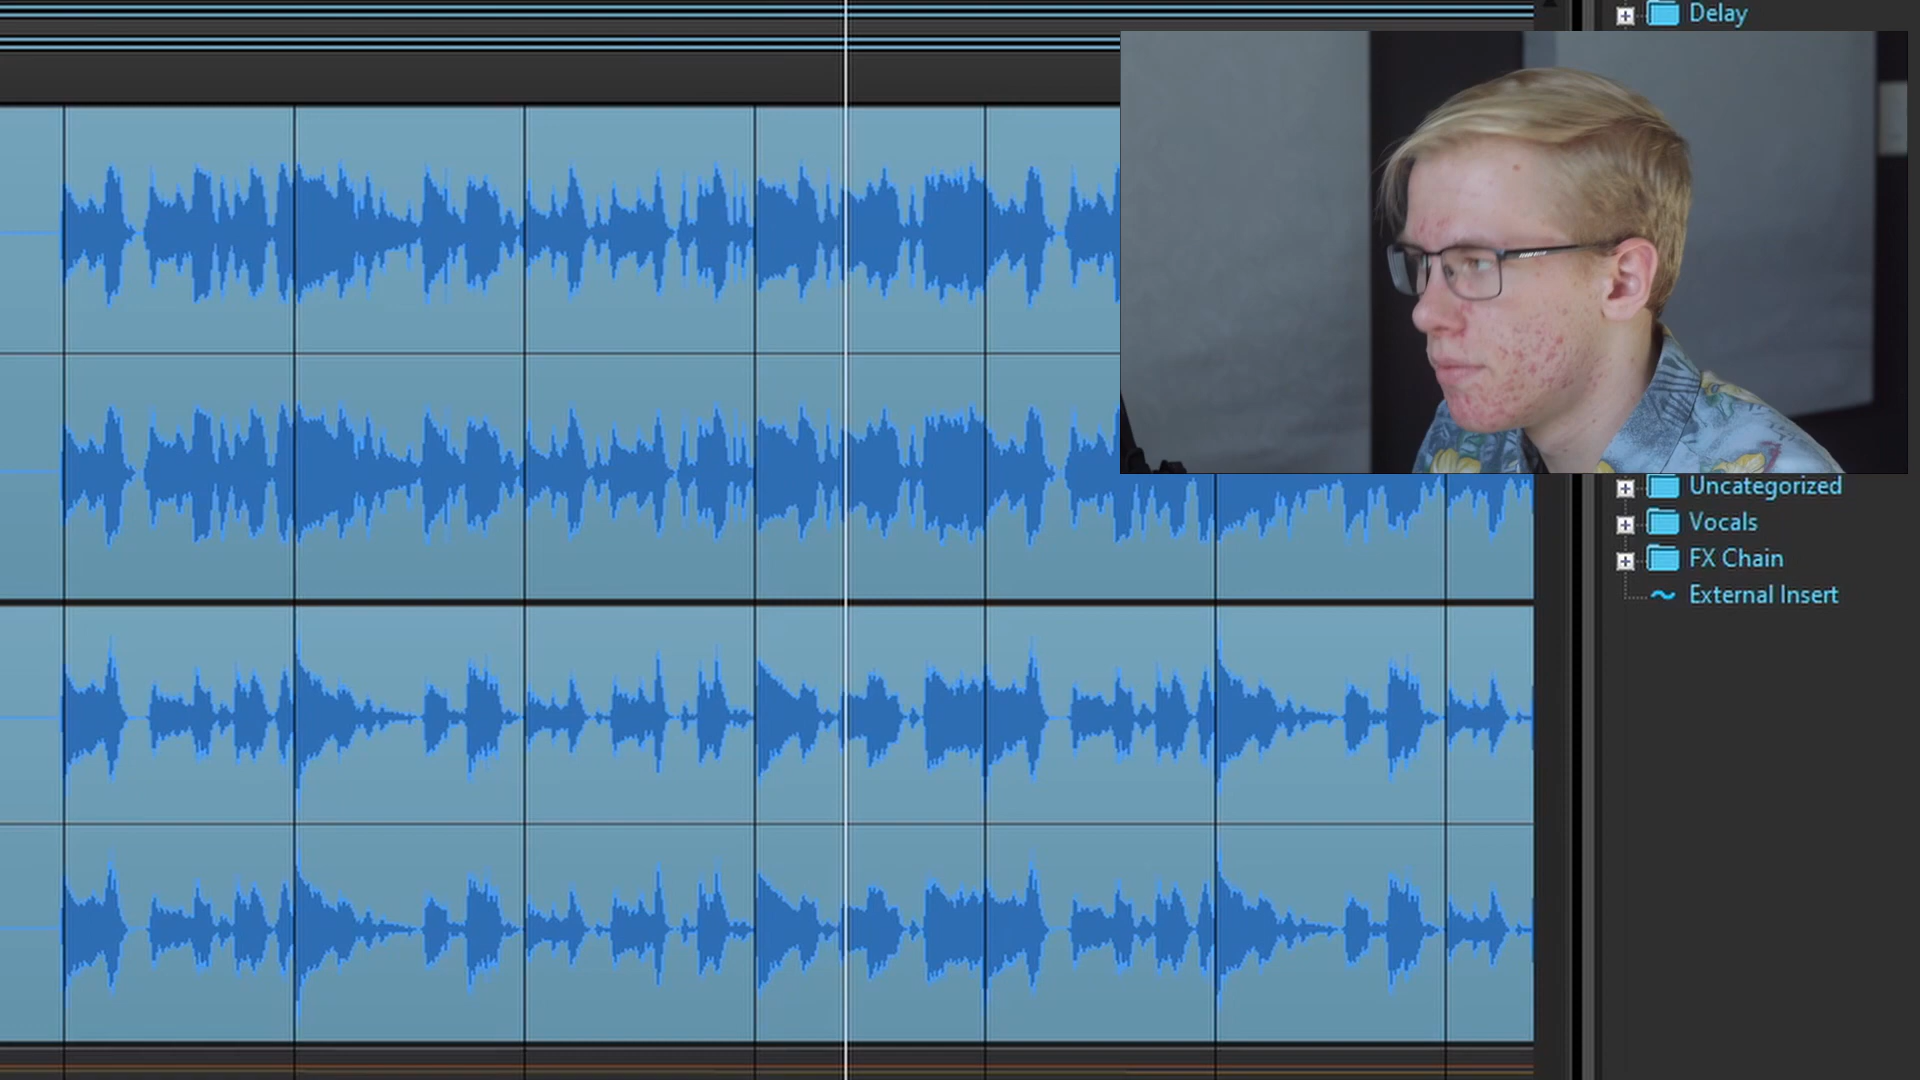 Delay
Uncategorized
Vocals
FX Chain
External Insert